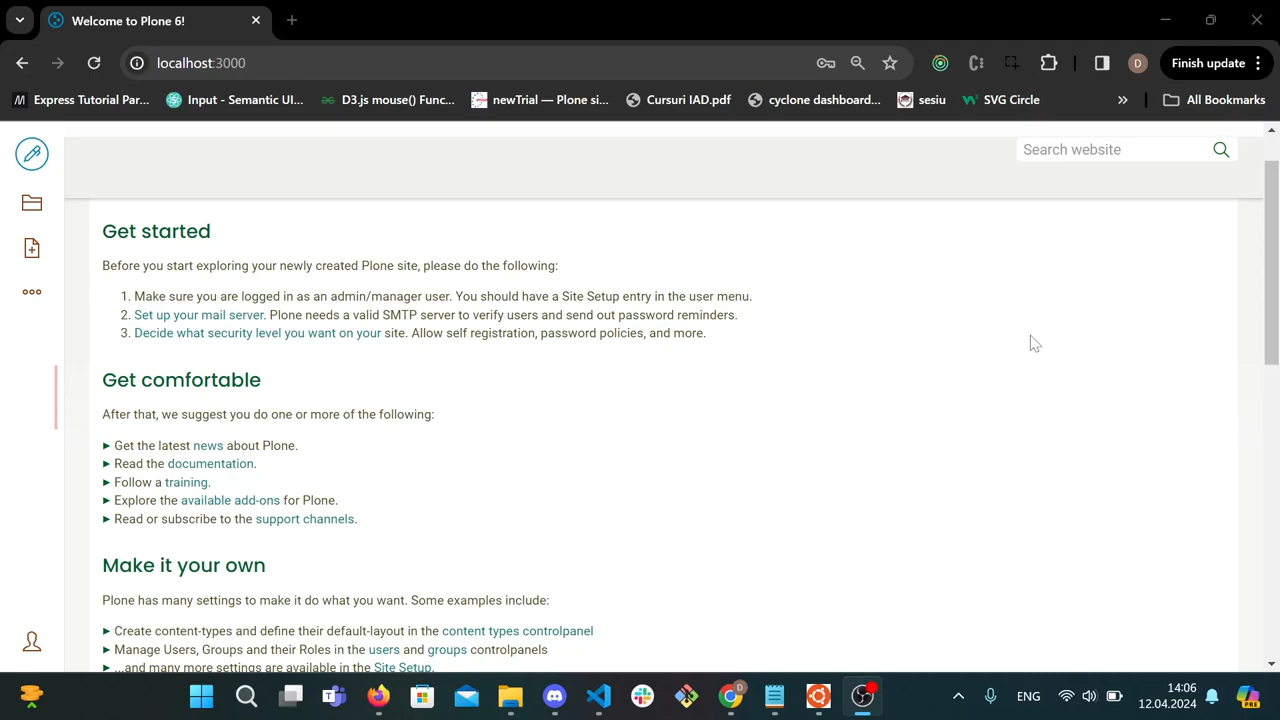 Welcome to Plone 6!
localhost:3000
Finish update
Express Tutorial Par...
Input - Semantic UI...
D3.js mouse() Func...
newTrial — Plone si...
Cursuri IAD.pdf
cyclone dashboard...
sesiu
SVG Circle
All Bookmarks
Search website
Get started
Before you start exploring your newly created Plone site, please do the following:
1. Make sure you are logged in as an admin/manager user. You should have a Site Setup entry in the user menu.
2. Set up your mail server. Plone needs a valid SMTP server to verify users and send out password reminders.
3. Decide what security level you want on your site. Allow self registration, password policies, and more.
Get comfortable
After that, we suggest you do one or more of the following:
Get the latest news about Plone.
Read the documentation.
Follow a training.
Explore the available add-ons for Plone.
Read or subscribe to the support channels.
Make it your own
Plone has many settings to make it do what you want. Some examples include:
Create content-types and define their default-layout in the content types controlpanel
Manage Users, Groups and their Roles in the users and groups controlpanels
...and many more settings are available in the Site Setup.
ENG
14:06
12.04.2024